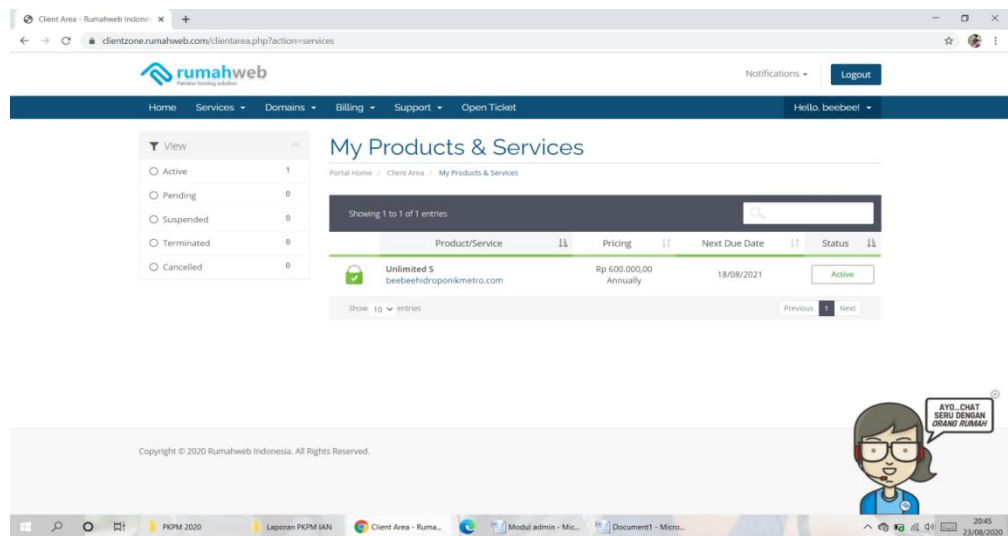 Client Area - Rumahweb Indone
clientzone.rumahweb.com/clientarea.php?action=services
rumahweb
Painless hosting solution
Notifications
Logout
Home Services Domains Billing Support Open Ticket Hello, beebee!
View
Active 1
Pending 0
Suspended 0
Terminated 0
Cancelled 0
My Products & Services
Portal Home / Client Area / My Products & Services
Showing 1 to 1 of 1 entries
Product/Service Pricing Next Due Date Status
Unlimited S
beebeehidroponikmetro.com
Rp 600.000,00
Annually
18/08/2021
Active
Show 10 entries
Previous 1 Next
AYO...CHAT
SERU DENGAN
ORANG RUMAH
Copyright © 2020 Rumahweb Indonesia. All Rights Reserved.
PKPM 2020
Laporan PKPM IAN
Client Area - Ruma...
Modul admin - Mic...
Document1 - Micro...
20:45
23/08/2020